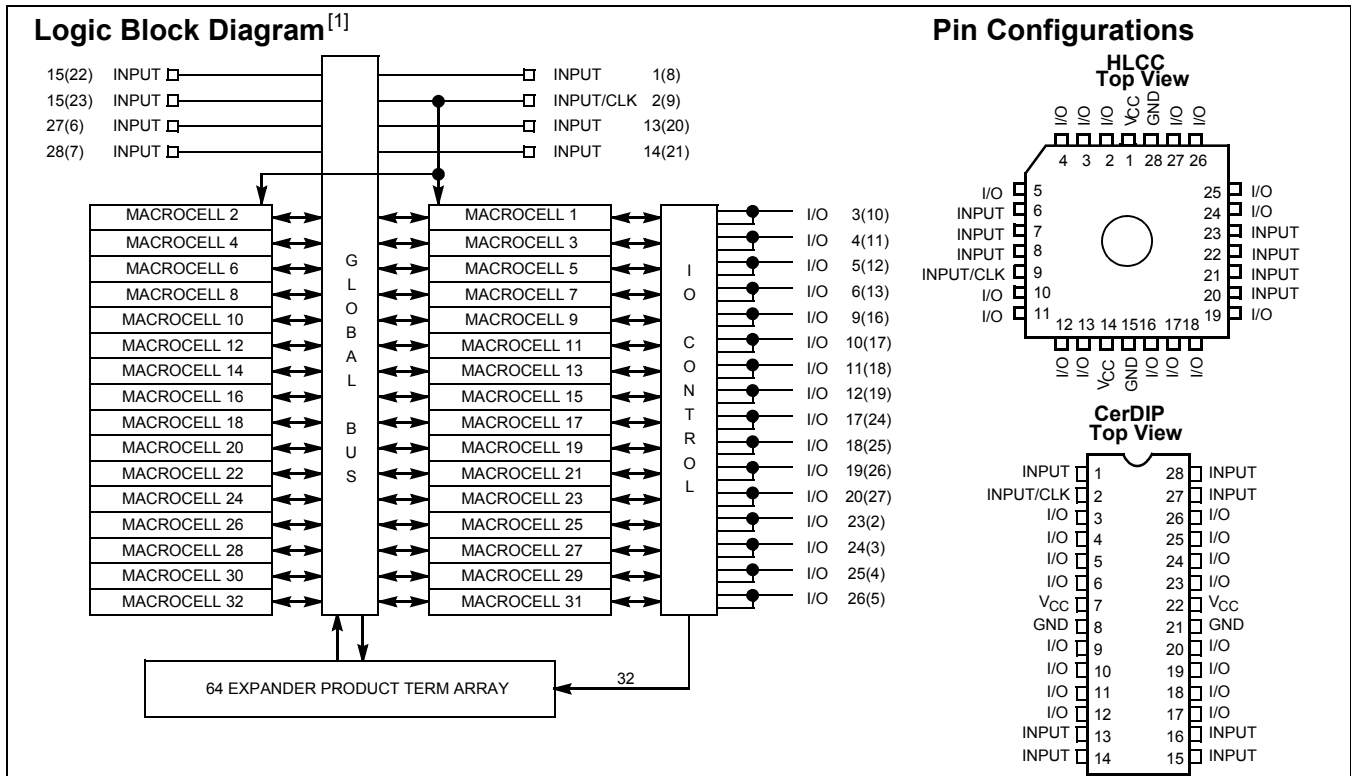 Logic Block Diagram[1]
15(22) INPUT
15(23) INPUT
27(6) INPUT
28(7) INPUT
INPUT 1(8)
INPUT/CLK 2(9)
INPUT 13(20)
INPUT 14(21)
MACROCELL 2
MACROCELL 4
MACROCELL 6
MACROCELL 8
MACROCELL 10
MACROCELL 12
MACROCELL 14
MACROCELL 16
MACROCELL 18
MACROCELL 20
MACROCELL 22
MACROCELL 24
MACROCELL 26
MACROCELL 28
MACROCELL 30
MACROCELL 32
GLOBAL BUS
MACROCELL 1
MACROCELL 3
MACROCELL 5
MACROCELL 7
MACROCELL 9
MACROCELL 11
MACROCELL 13
MACROCELL 15
MACROCELL 17
MACROCELL 19
MACROCELL 21
MACROCELL 23
MACROCELL 25
MACROCELL 27
MACROCELL 29
MACROCELL 31
IO CONTROL
I/O 3(10)
I/O 4(11)
I/O 5(12)
I/O 6(13)
I/O 9(16)
I/O 10(17)
I/O 11(18)
I/O 12(19)
I/O 17(24)
I/O 18(25)
I/O 19(26)
I/O 20(27)
I/O 23(2)
I/O 24(3)
I/O 25(4)
I/O 26(5)
64 EXPANDER PRODUCT TERM ARRAY
32
Pin Configurations
HLCC
Top View
I/O I/O I/O VCC GND I/O I/O
4 3 2 1 28 27 26
I/O 5
INPUT 6
INPUT 7
INPUT 8
INPUT/CLK 9
I/O 10
I/O 11
25 I/O
24 I/O
23 INPUT
22 INPUT
21 INPUT
20 INPUT
19 I/O
12 13 14 15 16 17 18
I/O I/O VCC GND I/O I/O I/O
CerDIP
Top View
INPUT 1 28 INPUT
INPUT/CLK 2 27 INPUT
I/O 3 26 I/O
I/O 4 25 I/O
I/O 5 24 I/O
I/O 6 23 I/O
VCC 7 22 VCC
GND 8 21 GND
I/O 9 20 I/O
I/O 10 19 I/O
I/O 11 18 I/O
I/O 12 17 I/O
INPUT 13 16 INPUT
INPUT 14 15 INPUT